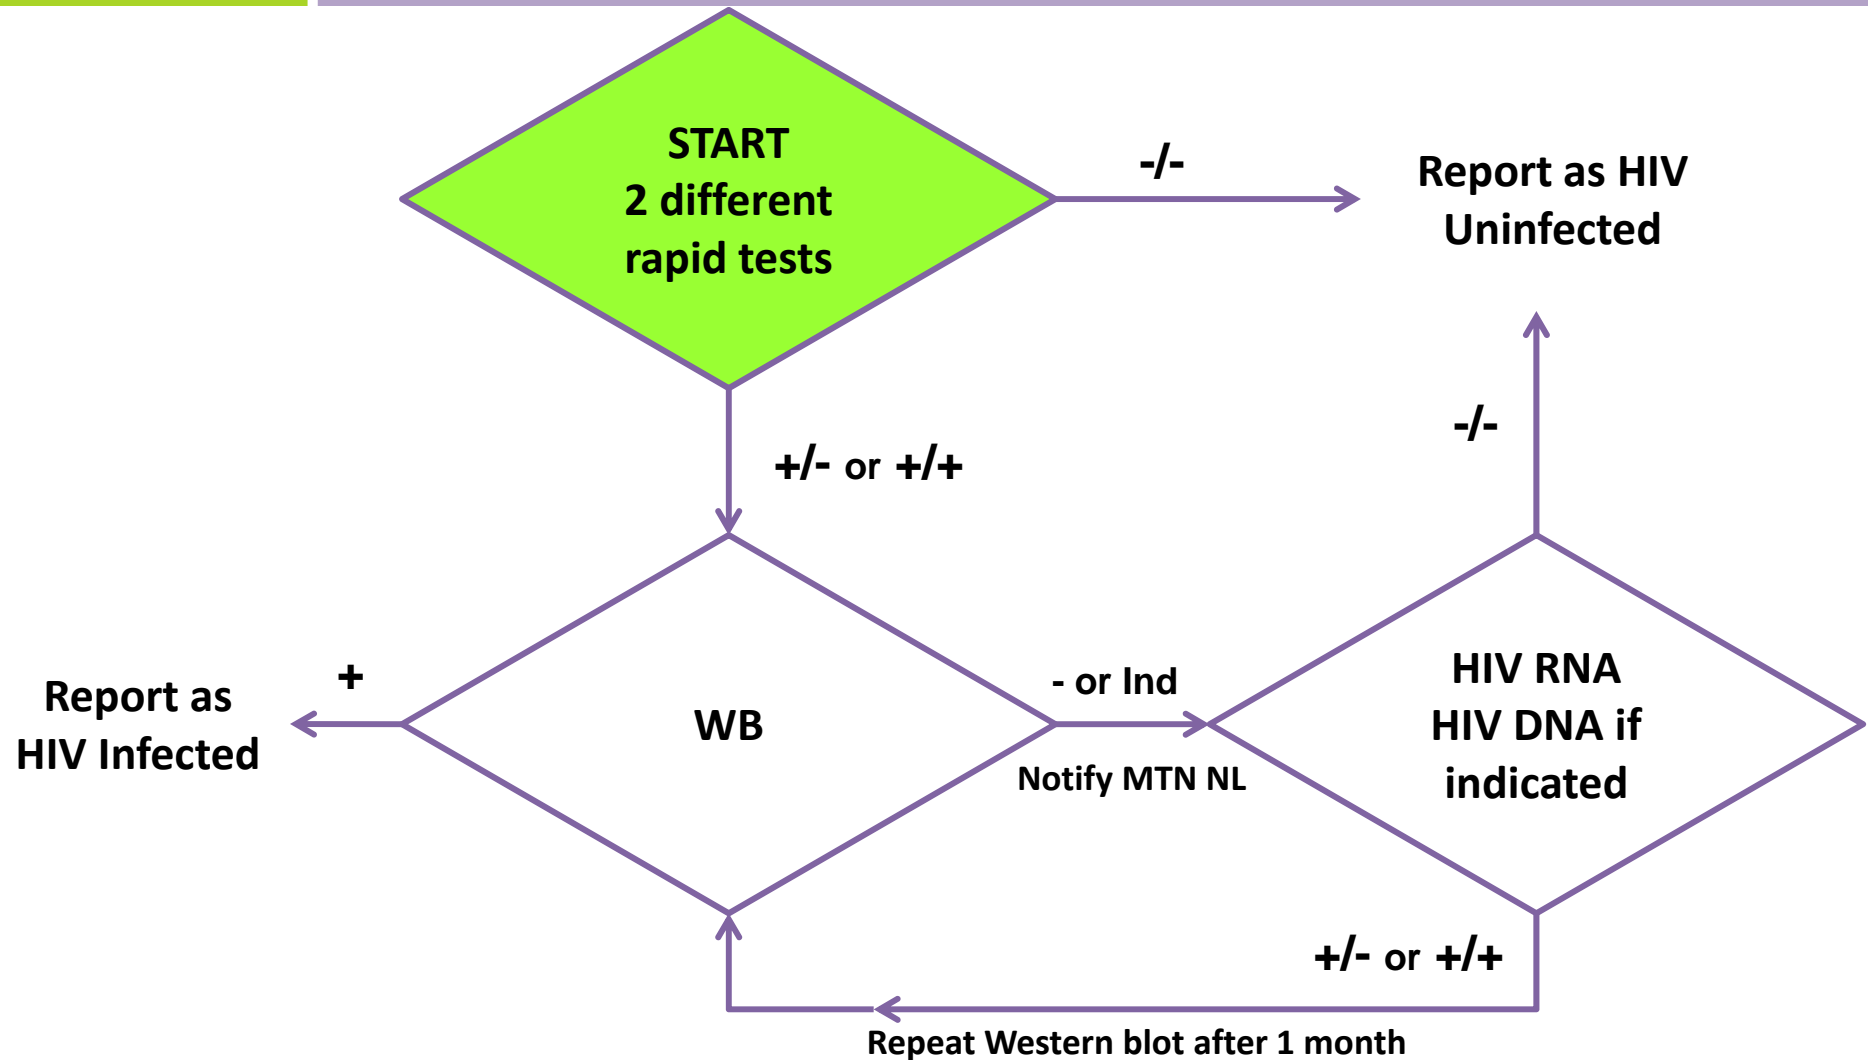 START
2 different
rapid tests
-/-
Report as HIV
Uninfected
+/- or +/+
-/-
Report as
HIV Infected
+
WB
- or Ind
Notify MTN NL
HIV RNA
HIV DNA if
indicated
+/- or +/+
Repeat Western blot after 1 month